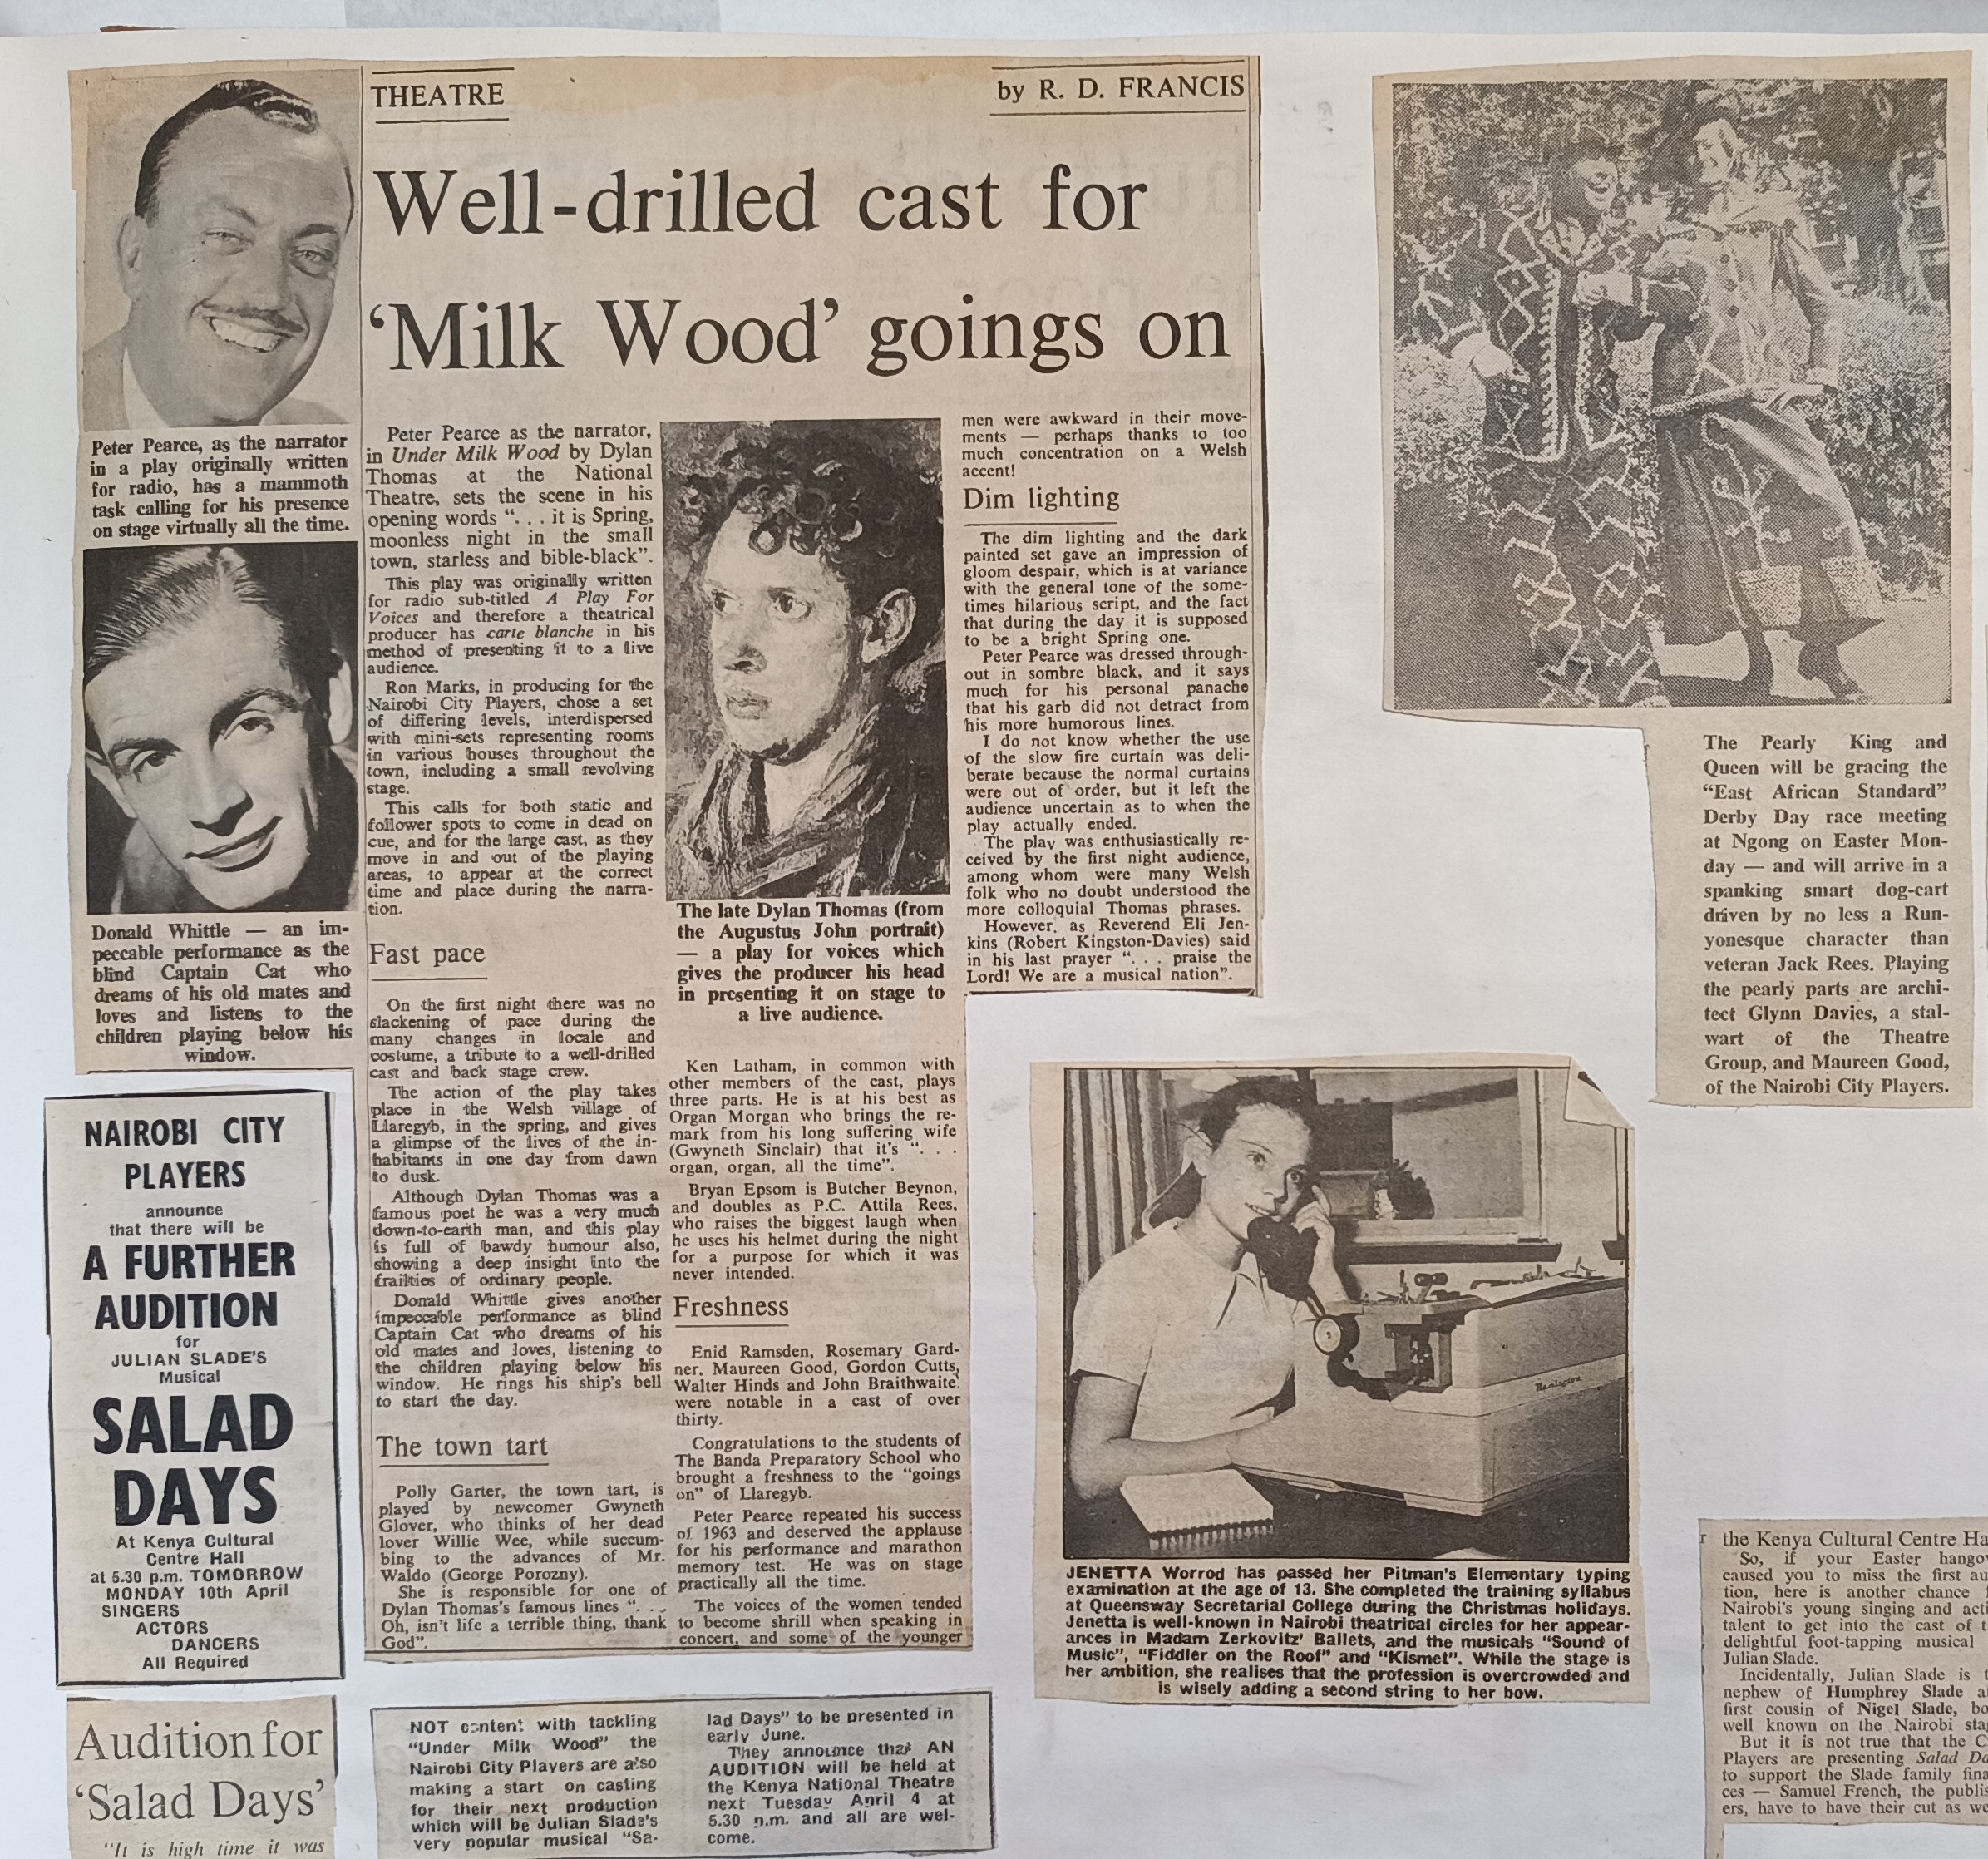 THEATRE
by R. D. FRANCIS
Well-drilled cast for
‘Milk Wood’ goings on
Peter Pearce, as the narrator
in a play originally written
for radio, has a mammoth
task calling for his presence
on stage virtually all the time.
Donald Whittle — an im-
peccable performance as the
blind Captain Cat who
dreams of his old mates and
loves and listens to the
children playing below his
window.
Peter Pearce as the narrator,
in Under Milk Wood by Dylan
Thomas at the National
Theatre, sets the scene in his
opening words “. . . it is Spring,
moonless night in the small
town, starless and bible-black”.
This play was originally written
for radio sub-titled A Play For
Voices and therefore a theatrical
producer has carte blanche in his
method of presenting it to a live
audience.
Ron Marks, in producing for the
Nairobi City Players, chose a set
of differing levels, interdispersed
with mini-sets representing rooms
in various houses throughout the
town, including a small revolving
stage.
This calls for both static and
follower spots to come in dead on
cue, and for the large cast, as they
move in and out of the playing
areas, to appear at the correct
time and place during the narra-
tion.
Fast pace
On the first night there was no
slackening of pace during the
many changes in locale and
costume, a tribute to a well-drilled
cast and back stage crew.
The action of the play takes
place in the Welsh village of
Llaregyb, in the spring, and gives
a glimpse of the lives of the in-
habitants in one day from dawn
to dusk.
Although Dylan Thomas was a
famous poet he was a very much
down-to-earth man, and this play
is full of bawdy humour also,
showing a deep insight into the
frailties of ordinary people.
Donald Whittle gives another
impeccable performance as blind
Captain Cat who dreams of his
old mates and loves, listening to
the children playing below his
window. He rings his ship's bell
to start the day.
The town tart
Polly Garter, the town tart, is
played by newcomer Gwyneth
Glover, who thinks of her dead
lover Willie Wee, while succum-
bing to the advances of Mr.
Waldo (George Porozny).
She is responsible for one of
Dylan Thomas's famous lines “. . .
Oh, isn't life a terrible thing, thank
God”.
The late Dylan Thomas (from
the Augustus John portrait)
— a play for voices which
gives the producer his head
in presenting it on stage to
a live audience.
Ken Latham, in common with
other members of the cast, plays
three parts. He is at his best as
Organ Morgan who brings the re-
mark from his long suffering wife
(Gwyneth Sinclair) that it's “. . .
organ, organ, all the time”.
Bryan Epsom is Butcher Beynon,
and doubles as P.C. Attila Rees,
who raises the biggest laugh when
he uses his helmet during the night
for a purpose for which it was
never intended.
Freshness
Enid Ramsden, Rosemary Gard-
ner, Maureen Good, Gordon Cutts,
Walter Hinds and John Braithwaite
were notable in a cast of over
thirty.
Congratulations to the students of
The Banda Preparatory School who
brought a freshness to the “goings
on” of Llaregyb.
Peter Pearce repeated his success
of 1963 and deserved the applause
for his performance and marathon
memory test. He was on stage
practically all the time.
The voices of the women tended
to become shrill when speaking in
concert, and some of the younger
men were awkward in their move-
ments — perhaps thanks to too
much concentration on a Welsh
accent!
Dim lighting
The dim lighting and the dark
painted set gave an impression of
gloom despair, which is at variance
with the general tone of the some-
times hilarious script, and the fact
that during the day it is supposed
to be a bright Spring one.
Peter Pearce was dressed through-
out in sombre black, and it says
much for his personal panache
that his garb did not detract from
his more humorous lines.
I do not know whether the use
of the slow fire curtain was deli-
berate because the normal curtains
were out of order, but it left the
audience uncertain as to when the
play actually ended.
The play was enthusiastically re-
ceived by the first night audience,
among whom were many Welsh
folk who no doubt understood the
more colloquial Thomas phrases.
However, as Reverend Eli Jen-
kins (Robert Kingston-Davies) said
in his last prayer “. . . praise the
Lord! We are a musical nation”.
The Pearly King and
Queen will be gracing the
“East African Standard”
Derby Day race meeting
at Ngong on Easter Mon-
day — and will arrive in a
spanking smart dog-cart
driven by no less a Run-
yonesque character than
veteran Jack Rees. Playing
the pearly parts are archi-
tect Glynn Davies, a stal-
wart of the Theatre
Group, and Maureen Good,
of the Nairobi City Players.
NAIROBI CITY
PLAYERS
announce
that there will be
A FURTHER
AUDITION
for
JULIAN SLADE'S
Musical
SALAD
DAYS
At Kenya Cultural
Centre Hall
at 5.30 p.m. TOMORROW
MONDAY 10th April
SINGERS
ACTORS
DANCERS
All Required
Remington
JENETTA Worrod has passed her Pitman's Elementary typing
examination at the age of 13. She completed the training syllabus
at Queensway Secretarial College during the Christmas holidays.
Jenetta is well-known in Nairobi theatrical circles for her appear-
ances in Madam Zerkovitz' Ballets, and the musicals “Sound of
Music”, “Fiddler on the Roof” and “Kismet”. While the stage is
her ambition, she realises that the profession is overcrowded and
is wisely adding a second string to her bow.
Audition for
‘Salad Days’
“It is high time it was
NOT content with tackling
“Under Milk Wood” the
Nairobi City Players are also
making a start on casting
for their next production
which will be Julian Slade's
very popular musical “Sa-
lad Days” to be presented in
early June.
They announce that AN
AUDITION will be held at
the Kenya National Theatre
next Tuesday April 4 at
5.30 p.m. and all are wel-
come.
the Kenya Cultural Centre Ha
So, if your Easter hango
caused you to miss the first au
tion, here is another chance
Nairobi's young singing and acti
talent to get into the cast of t
delightful foot-tapping musical
Julian Slade.
Incidentally, Julian Slade is t
nephew of Humphrey Slade a
first cousin of Nigel Slade, bo
well known on the Nairobi sta
But it is not true that the C
Players are presenting Salad Da
to support the Slade family fina
ces — Samuel French, the publis
ers, have to have their cut as we